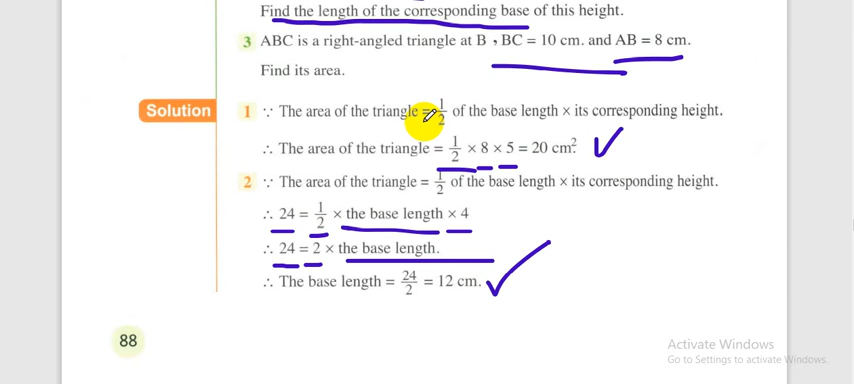 Find the length of the corresponding base of this height.
3 ABC is a right-angled triangle at B , BC = 10 cm. and AB = 8 cm.
Find its area.
Solution
1 ∵ The area of the triangle = 1/2 of the base length × its corresponding height.
∴ The area of the triangle = 1/2 × 8 × 5 = 20 cm²
2 ∵ The area of the triangle = 1/2 of the base length × its corresponding height.
∴ 24 = 1/2 × the base length × 4
∴ 24 = 2 × the base length.
∴ The base length = 24/2 = 12 cm.
88
Activate Windows
Go to Settings to activate Windows.